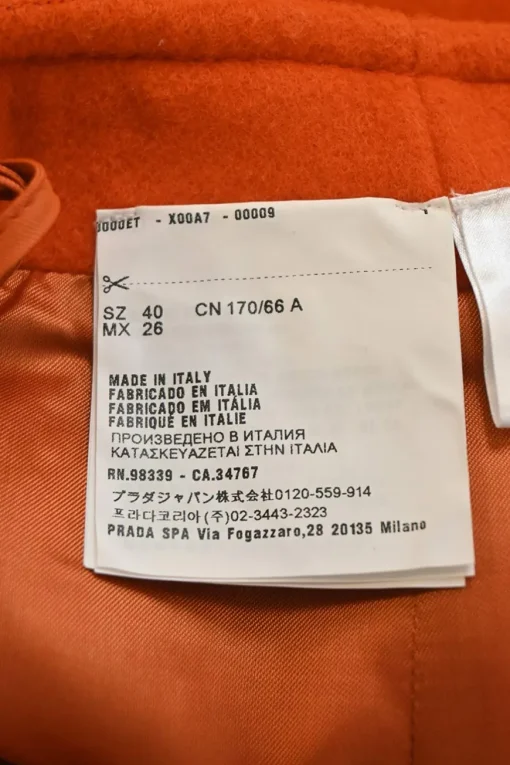 - X00A7 - 00009
SZ 40 CN 170/66 A
MX 26
MADE IN ITALY
FABRICADO EN ITALIA
FABRICADO EM ITÁLIA
FABRIQUÉ EN ITALIE
ПРОИЗВЕДЕНО В ИТАЛИЯ
ΚΑΤΑΣΚΕΥΑΖΕΤΑΙ ΣΤΗΝ ΙΤΑΛΙΑ
RN.98339 - CA.34767
プラダジャパン株式会社0120-559-914
프라다코리아(주)02-3443-2323
PRADA SPA Via Fogazzaro,28 20135 Milano